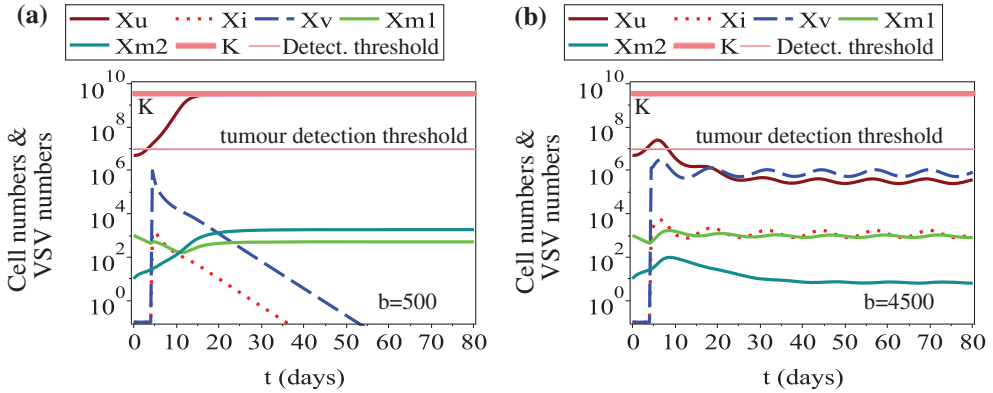 (a) Xu Xi Xv Xm1
Xm2 K Detect. threshold
10^10
10^8
10^6
10^4
10^2
10^0
Cell numbers &
VSV numbers
K
tumour detection threshold
b=500
0 10 20 30 40 50 60 70 80
t (days)
(b) Xu Xi Xv Xm1
Xm2 K Detect. threshold
10^10
10^8
10^6
10^4
10^2
10^0
Cell numbers &
VSV numbers
K
tumour detection threshold
b=4500
0 10 20 30 40 50 60 70 80
t (days)